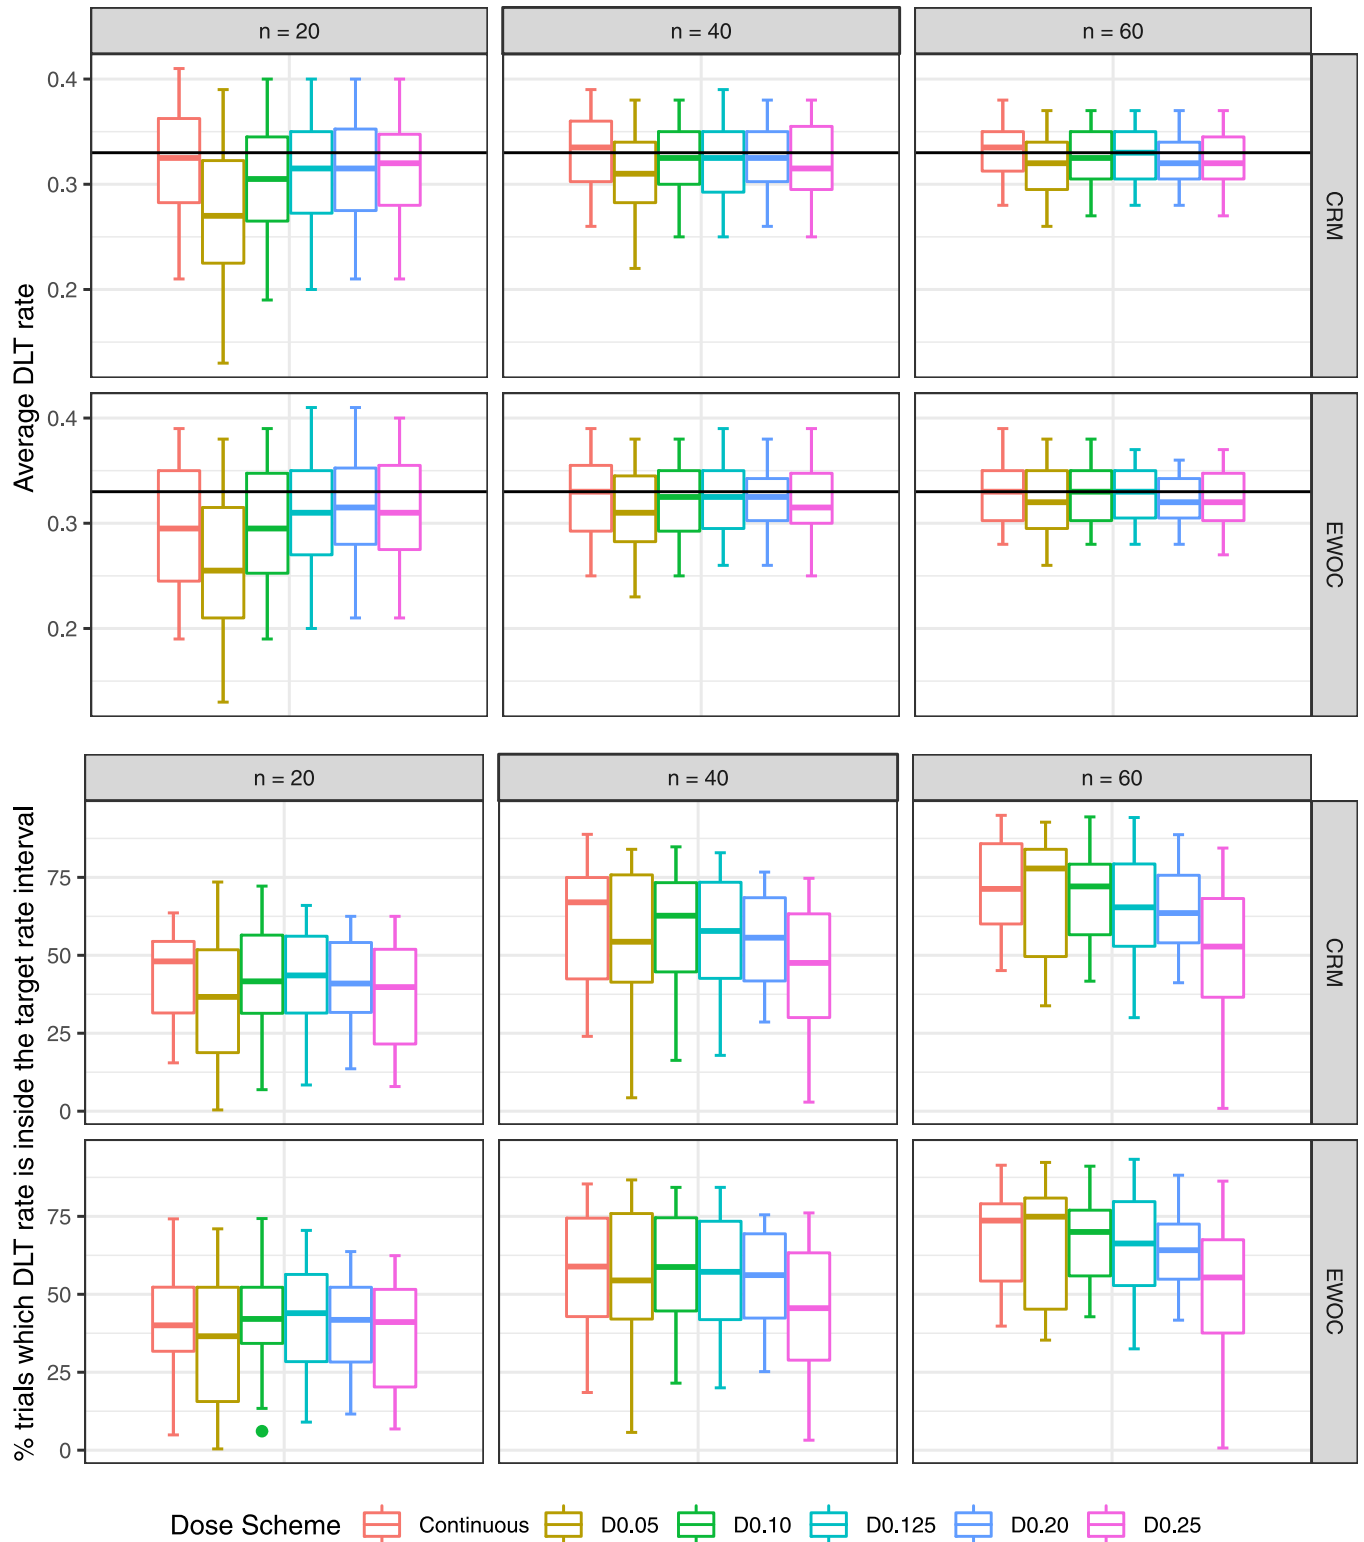 n = 20
n = 40
n = 60
Average DLT rate
0.4
0.3
0.2
CRM
0.4
0.3
0.2
EWOC
n = 20
n = 40
n = 60
% trials which DLT rate is inside the target rate interval
75
50
25
0
CRM
75
50
25
0
EWOC
Dose Scheme Continuous D0.05 D0.10 D0.125 D0.20 D0.25